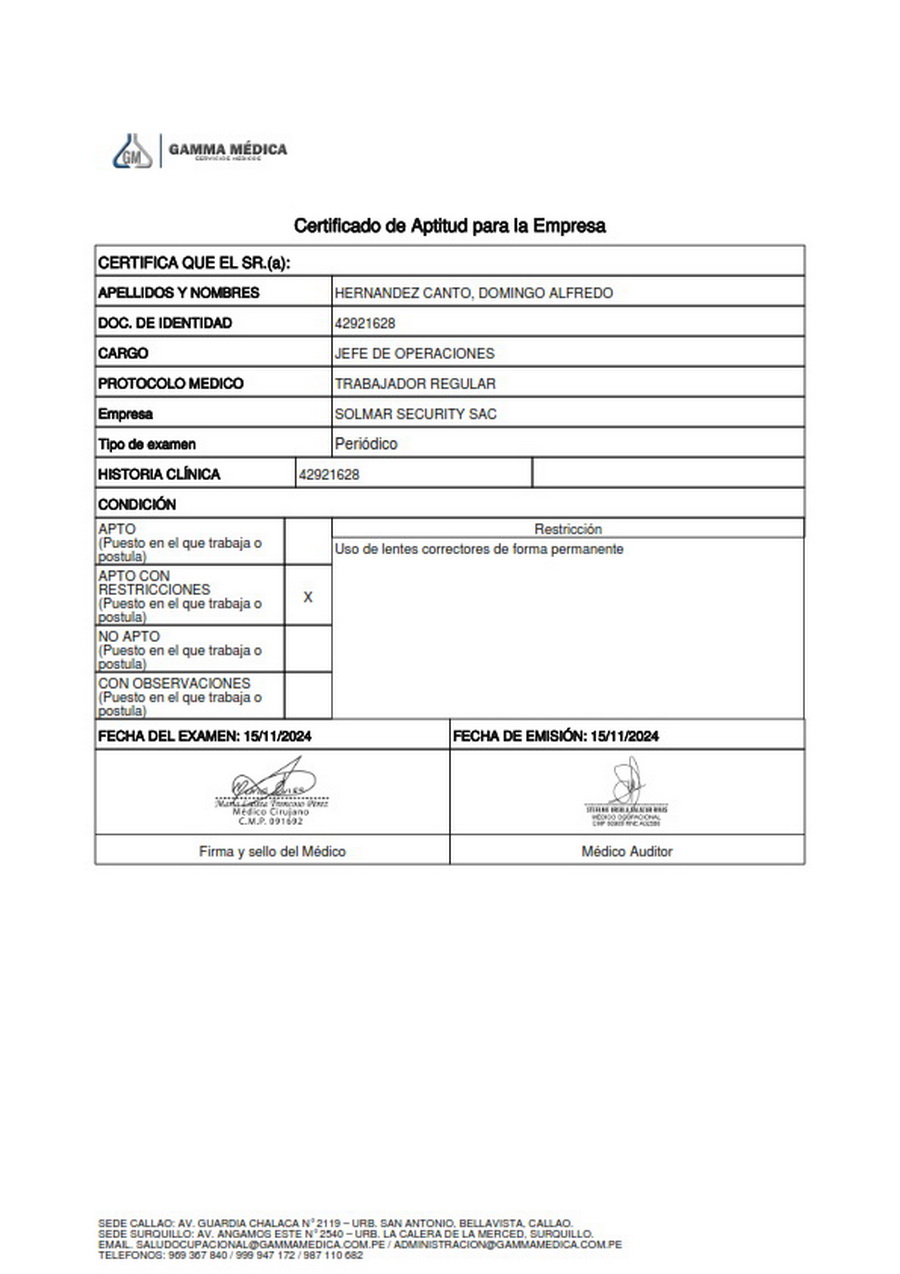 GM GAMMA MÉDICA
SERVICIOS MÉDICOS
Certificado de Aptitud para la Empresa
CERTIFICA QUE EL SR.(a):
APELLIDOS Y NOMBRES HERNANDEZ CANTO, DOMINGO ALFREDO
DOC. DE IDENTIDAD 42921628
CARGO JEFE DE OPERACIONES
PROTOCOLO MEDICO TRABAJADOR REGULAR
Empresa SOLMAR SECURITY SAC
Tipo de examen Periódico
HISTORIA CLÍNICA 42921628
CONDICIÓN
APTO
(Puesto en el que trabaja o
postula)
Restricción
Uso de lentes correctores de forma permanente
APTO CON
RESTRICCIONES
(Puesto en el que trabaja o
postula)
X
NO APTO
(Puesto en el que trabaja o
postula)
CON OBSERVACIONES
(Puesto en el que trabaja o
postula)
FECHA DEL EXAMEN: 15/11/2024 FECHA DE EMISIÓN: 15/11/2024
Troncoso Pérez
Médico Cirujano
C.M.P. 091692
MÉDICO OCUPACIONAL
Firma y sello del Médico Médico Auditor
SEDE CALLAO: AV. GUARDIA CHALACA N° 2119 – URB. SAN ANTONIO, BELLAVISTA, CALLAO.
SEDE SURQUILLO: AV. ANGAMOS ESTE N° 2540 – URB. LA CALERA DE LA MERCED, SURQUILLO.
EMAIL. SALUDOCUPACIONAL@GAMMAMEDICA.COM.PE / ADMINISTRACION@GAMMAMEDICA.COM.PE
TELEFONOS: 969 367 840 / 999 947 172 / 987 110 682